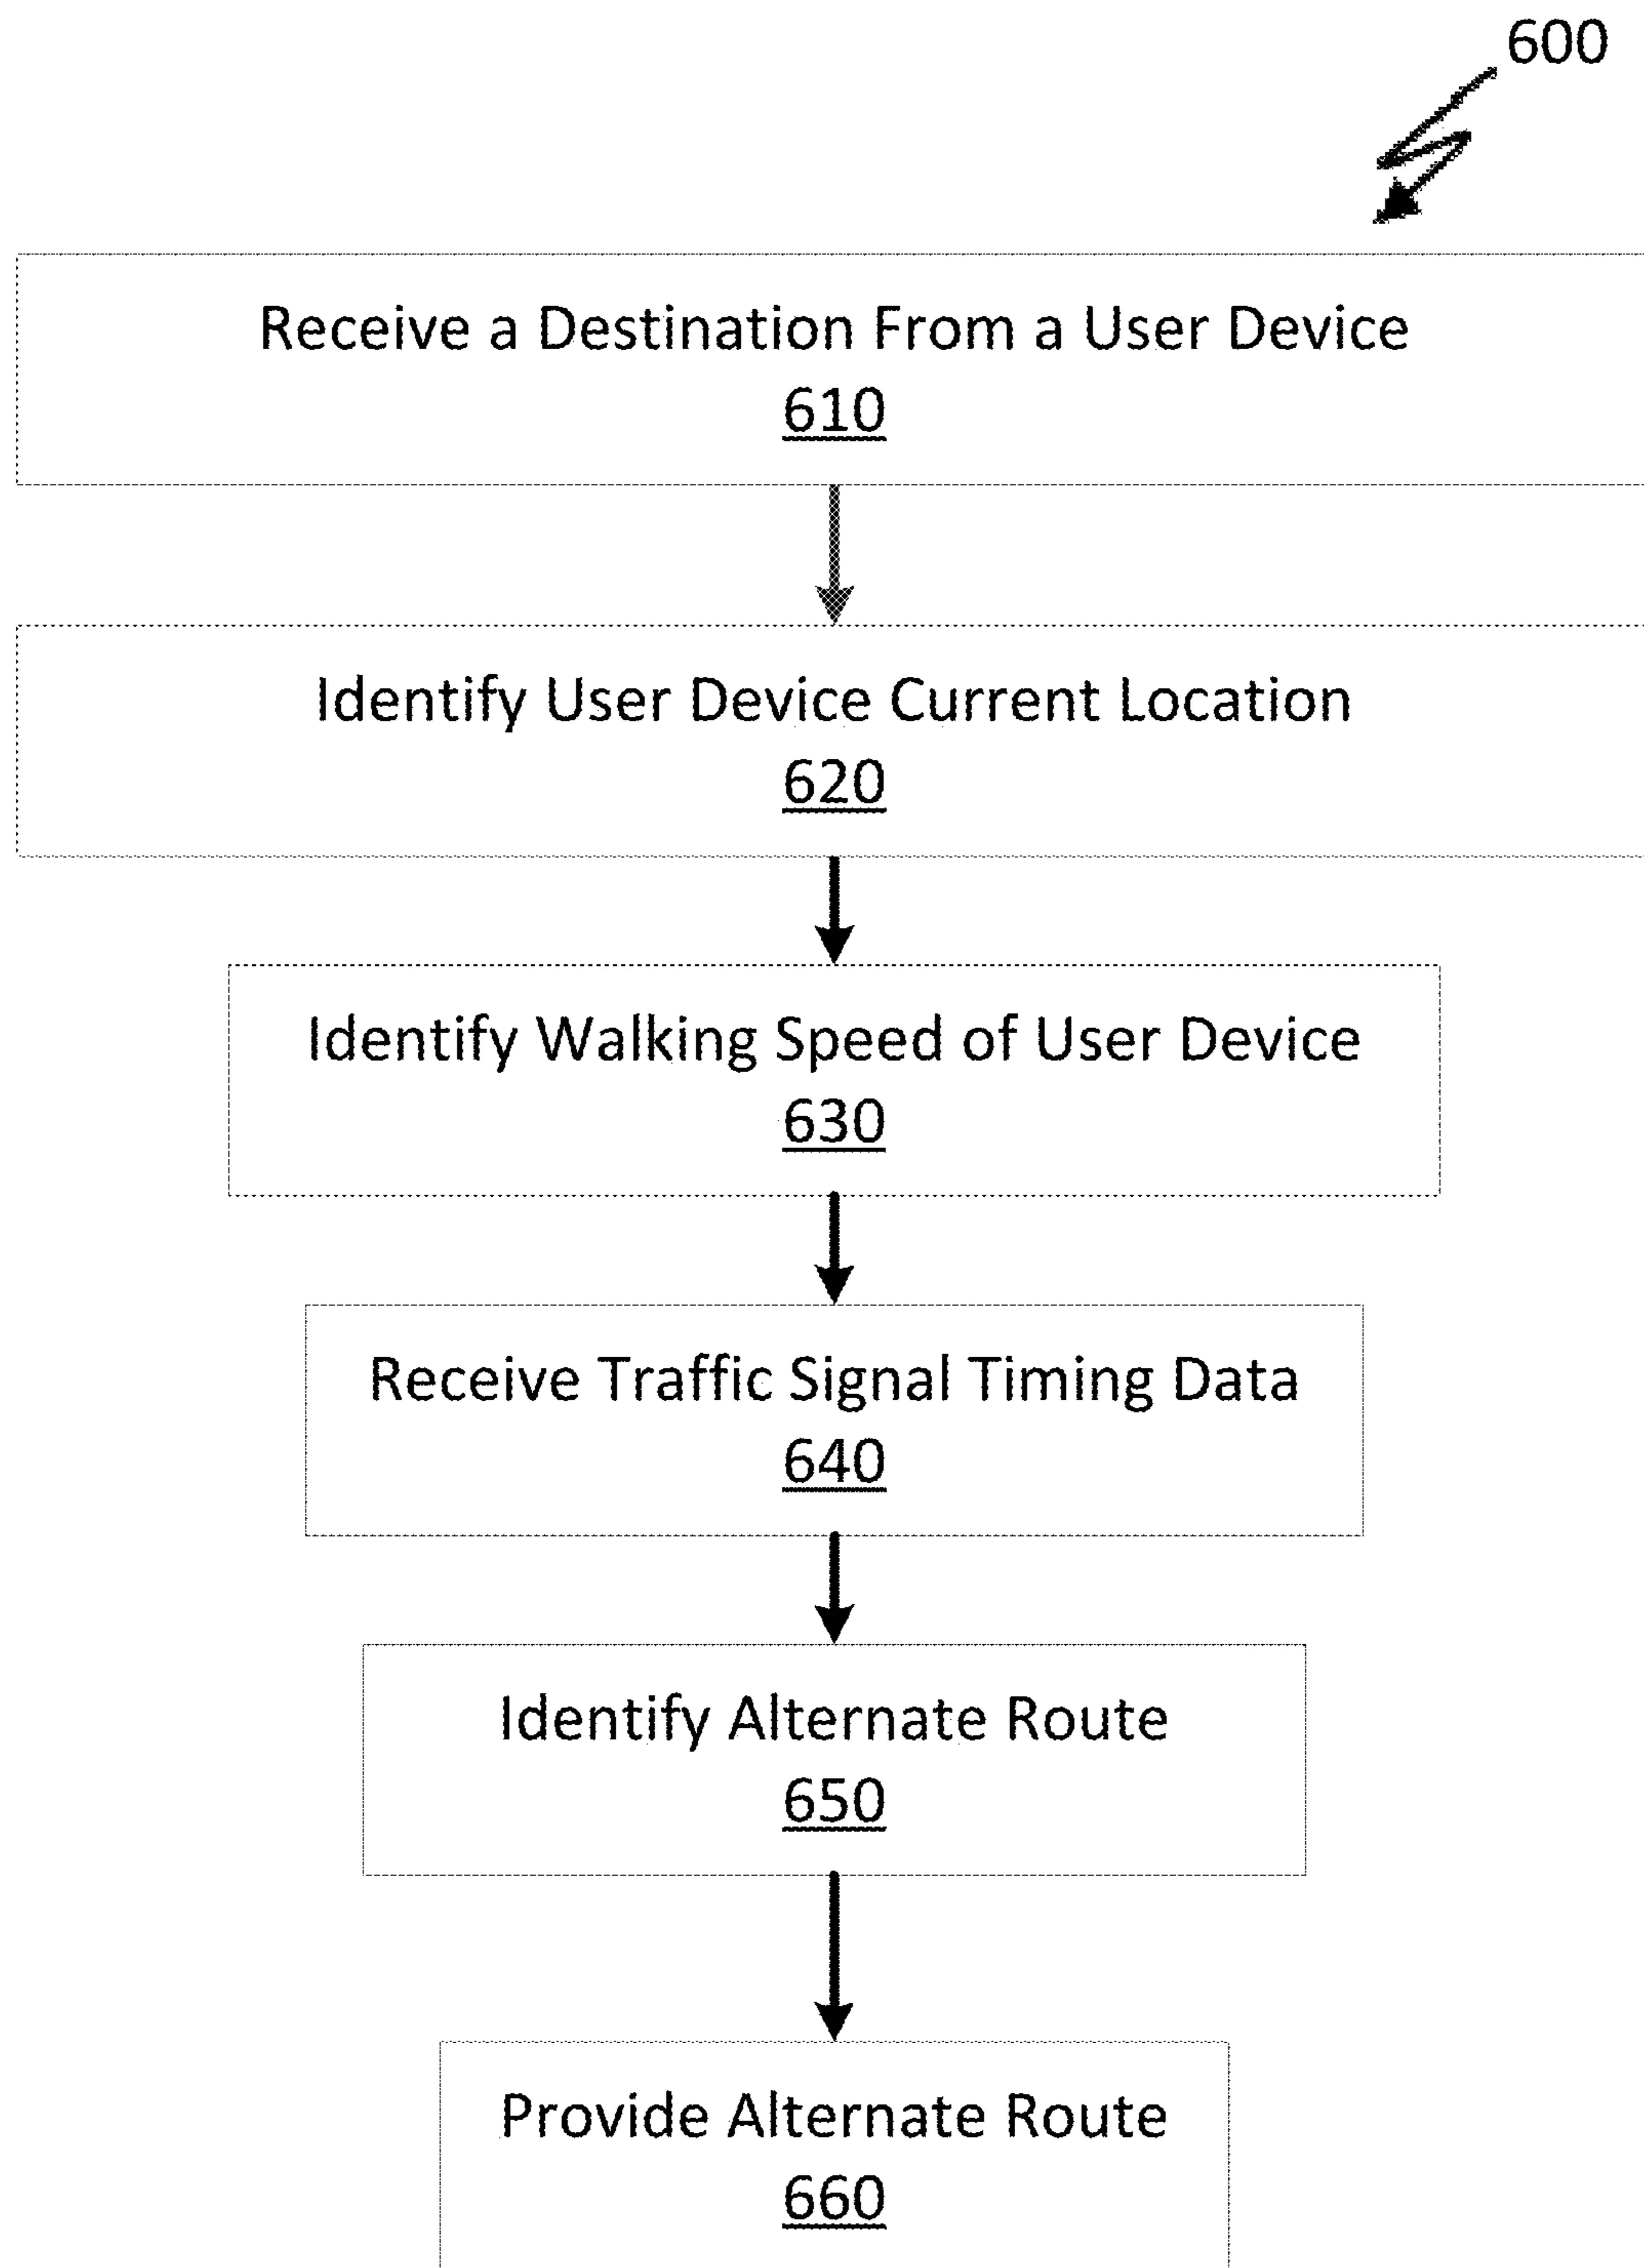 600
Receive a Destination From a User Device
610
Identify User Device Current Location
620
Identify Walking Speed of User Device
630
Receive Traffic Signal Timing Data
640
Identify Alternate Route
650
Provide Alternate Route
660